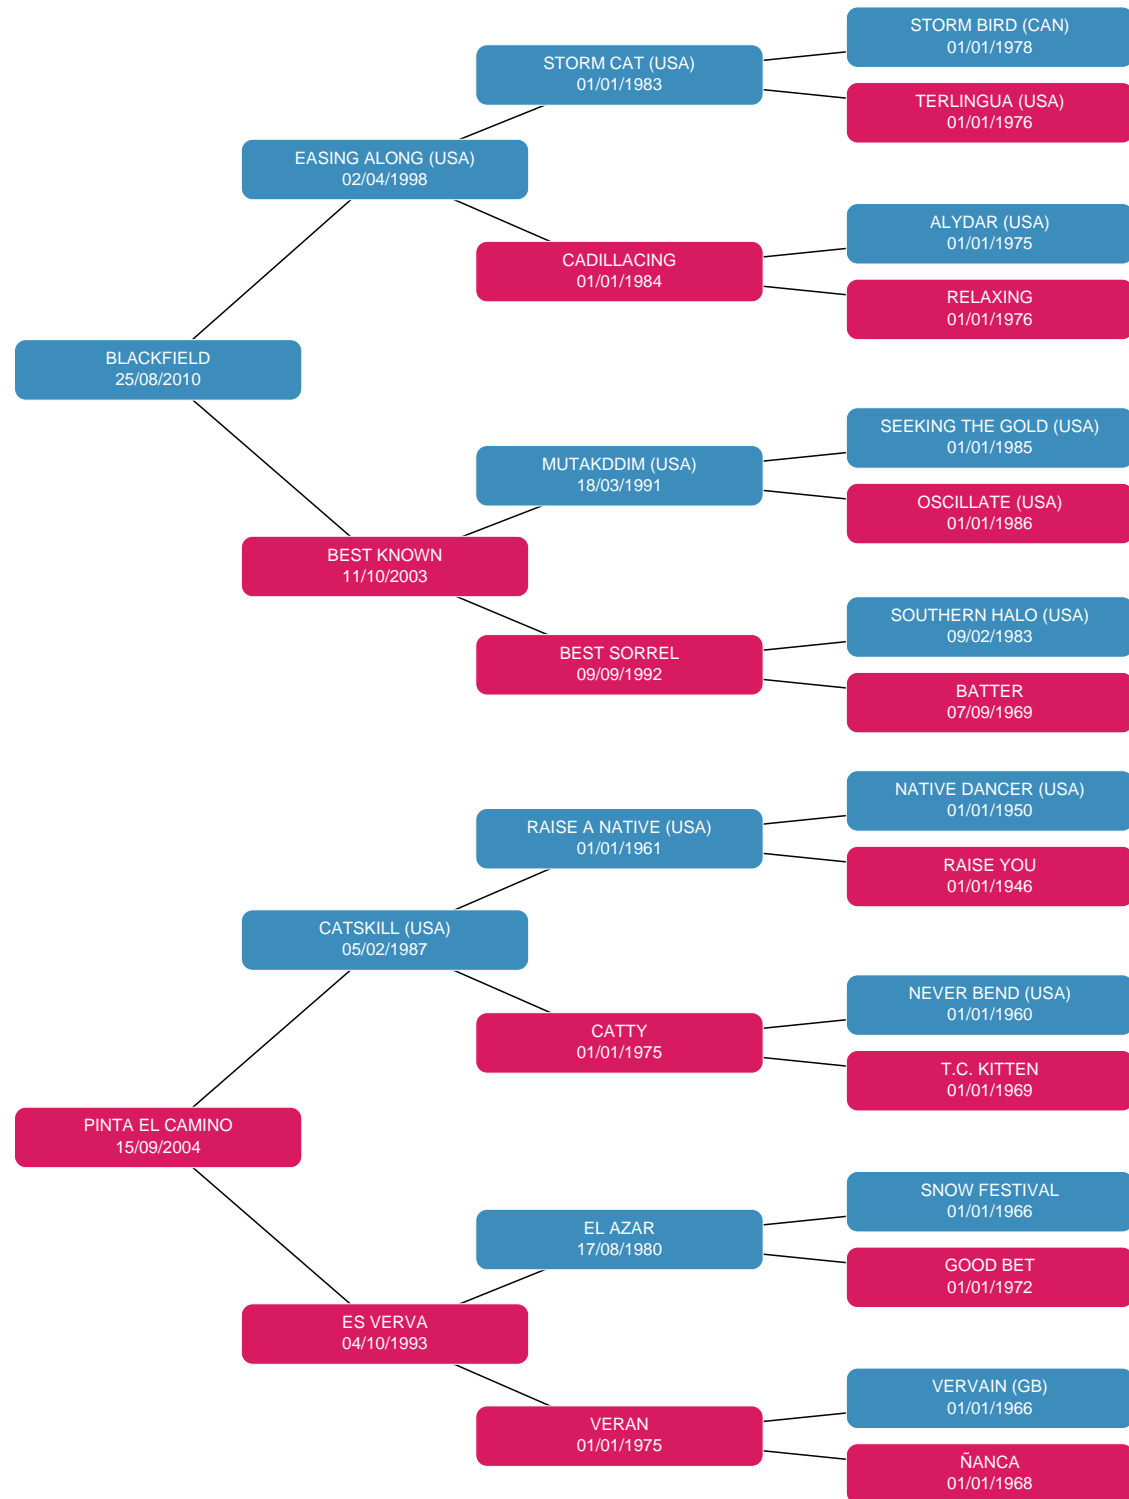 STORM BIRD (CAN)
01/01/1978
STORM CAT (USA)
01/01/1983
TERLINGUA (USA)
01/01/1976
EASING ALONG (USA)
02/04/1998
ALYDAR (USA)
01/01/1975
CADILLACING
01/01/1984
RELAXING
01/01/1976
BLACKFIELD
25/08/2010
SEEKING THE GOLD (USA)
01/01/1985
MUTAKDDIM (USA)
18/03/1991
OSCILLATE (USA)
01/01/1986
BEST KNOWN
11/10/2003
SOUTHERN HALO (USA)
09/02/1983
BEST SORREL
09/09/1992
BATTER
07/09/1969
NATIVE DANCER (USA)
01/01/1950
RAISE A NATIVE (USA)
01/01/1961
RAISE YOU
01/01/1946
CATSKILL (USA)
05/02/1987
NEVER BEND (USA)
01/01/1960
CATTY
01/01/1975
T.C. KITTEN
01/01/1969
PINTA EL CAMINO
15/09/2004
SNOW FESTIVAL
01/01/1966
EL AZAR
17/08/1980
GOOD BET
01/01/1972
ES VERVA
04/10/1993
VERVAIN (GB)
01/01/1966
VERAN
01/01/1975
ÑANCA
01/01/1968